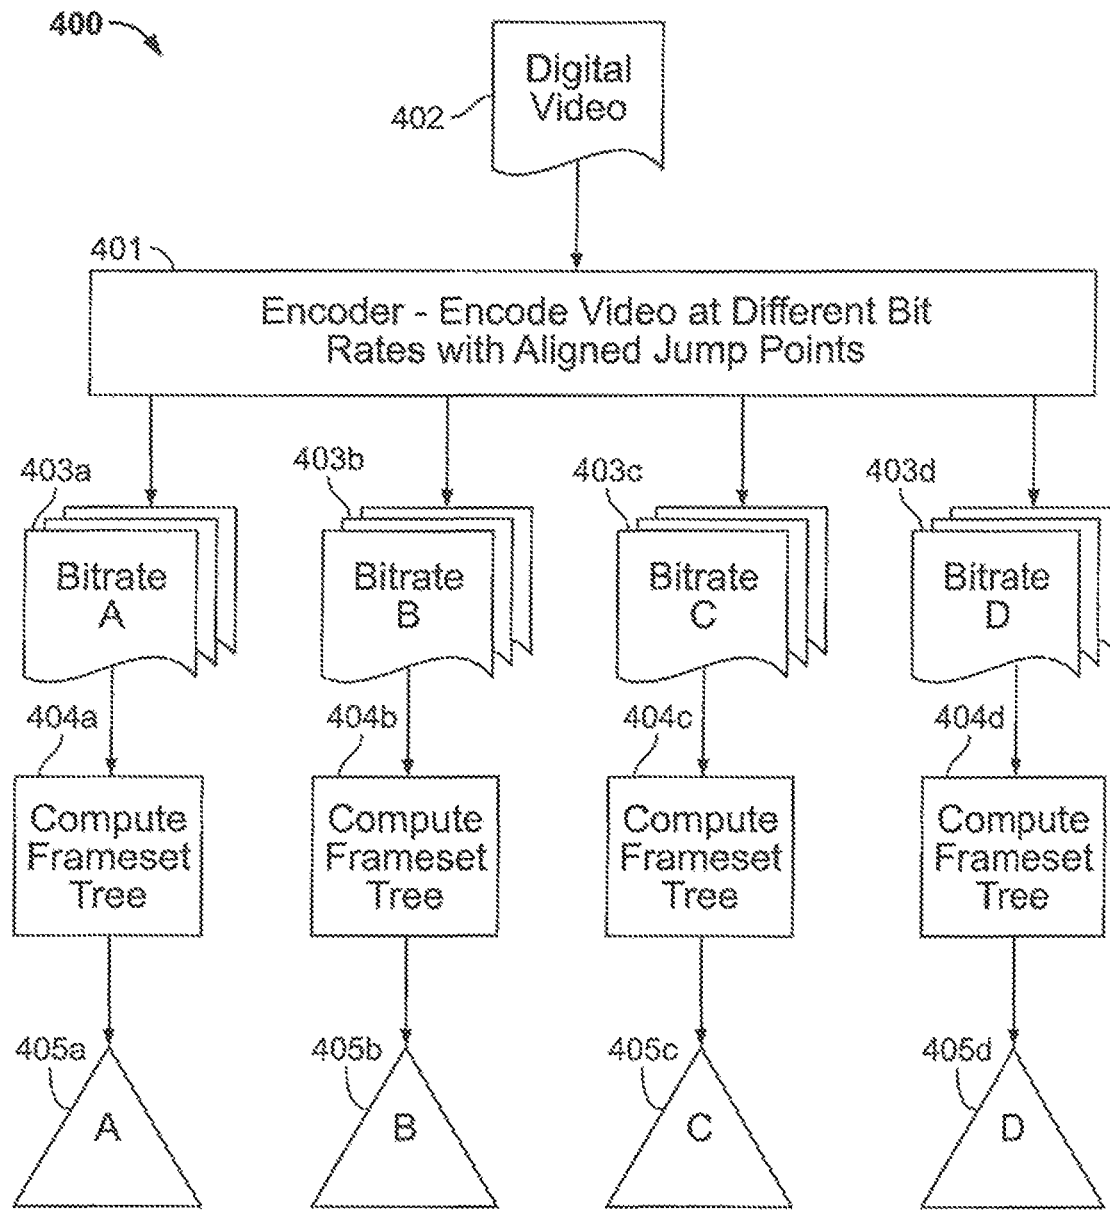 400
Digital
Video
402
401
Encoder - Encode Video at Different Bit
Rates with Aligned Jump Points
403a
403b
403c
403d
Bitrate
A
Bitrate
B
Bitrate
C
Bitrate
D
404a
404b
404c
404d
Compute
Frameset
Tree
Compute
Frameset
Tree
Compute
Frameset
Tree
Compute
Frameset
Tree
405a
405b
405c
405d
A
B
C
D